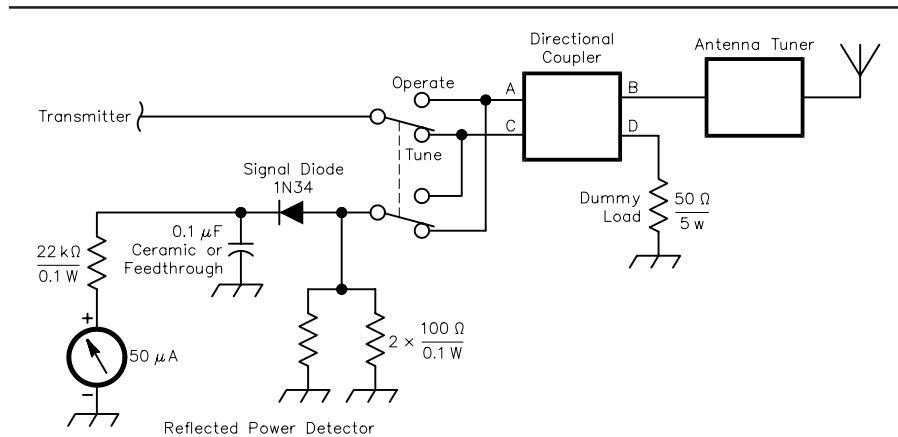 Directional
Coupler
Antenna Tuner
Operate
A
B
Transmitter
C
D
Tune
Signal Diode
1N34
Dummy
Load
50 Ω
5 w
0.1 μF
Ceramic or
Feedthrough
22 kΩ
0.1 W
+
50 μA
−
2 × 100 Ω
0.1 W
Reflected Power Detector